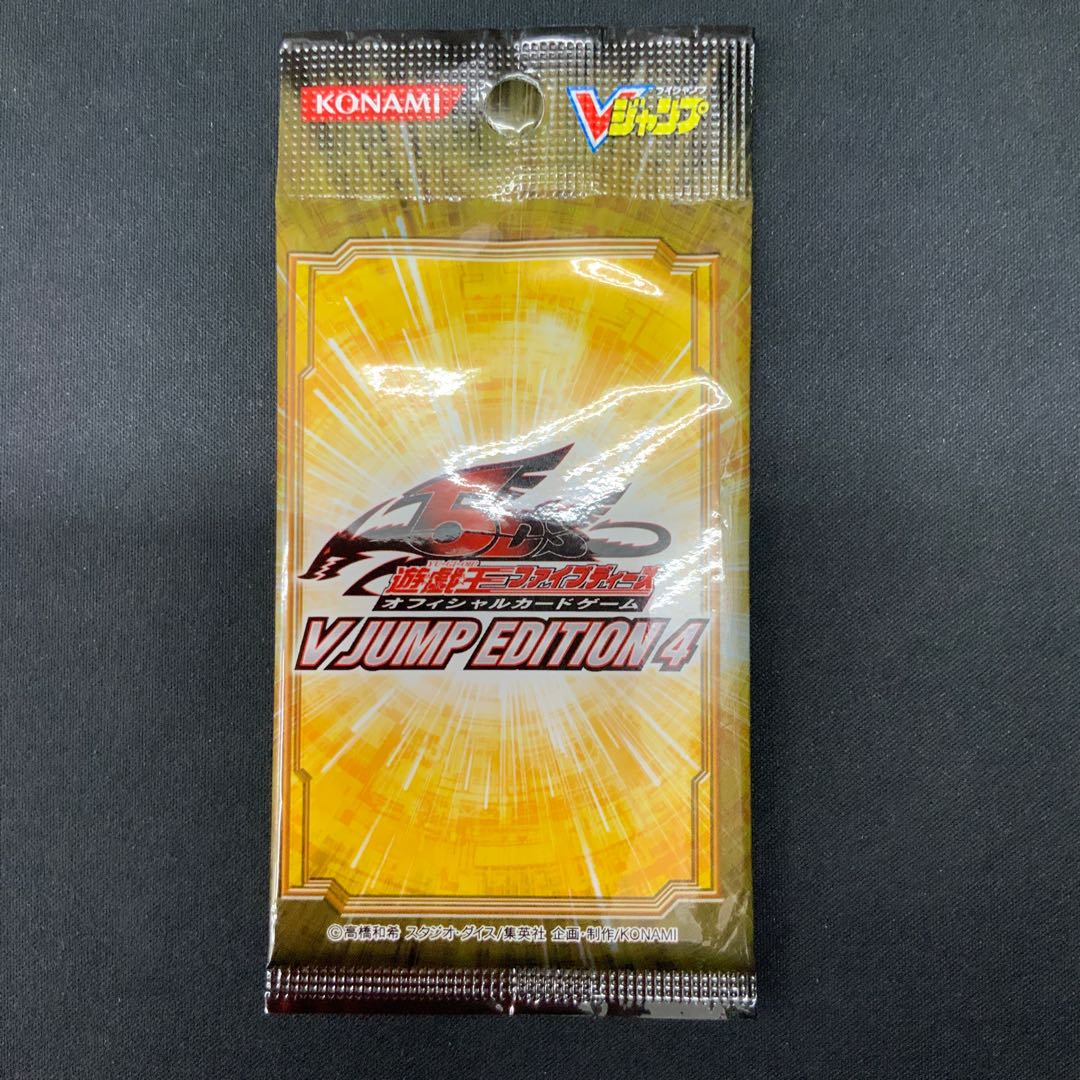 KONAMI
ブイジャンプ
Vジャンプ
5D's
YU-GI-OH!
遊戯王ファイブディーズ
オフィシャルカードゲーム
V JUMP EDITION 4
©高橋和希 スタジオ・ダイス/集英社 企画・制作/KONAMI